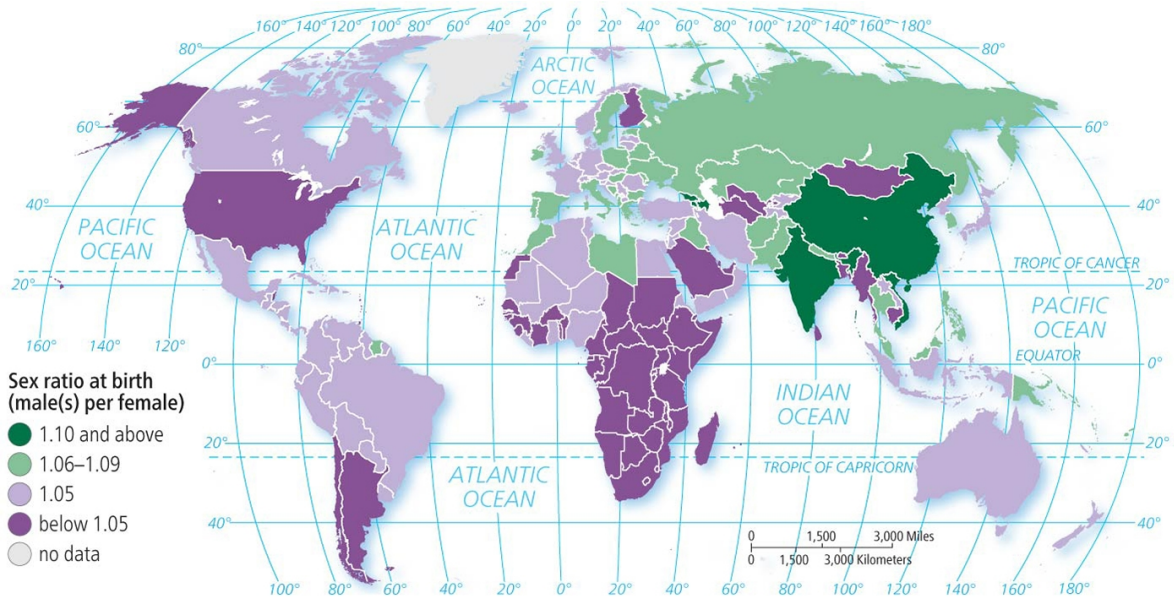 160° 140° 120° 100° 80° 60° 40° 20° 0° 20° 40° 60° 80° 100° 120° 140° 160° 180°
80° 80°
ARCTIC
OCEAN
60° 60°
40° 40°
PACIFIC
OCEAN
ATLANTIC
OCEAN
TROPIC OF CANCER
20° 20°
PACIFIC
OCEAN
160° 140° 120°
EQUATOR
0° 0°
INDIAN
OCEAN
20° 20°
TROPIC OF CAPRICORN
ATLANTIC
OCEAN
40° 40°
Sex ratio at birth
(male(s) per female)
1.10 and above
1.06–1.09
1.05
below 1.05
no data
0 1,500 3,000 Miles
0 1,500 3,000 Kilometers
100° 80° 60° 40° 20° 0° 20° 40° 60° 80° 100° 120° 140° 160° 180°